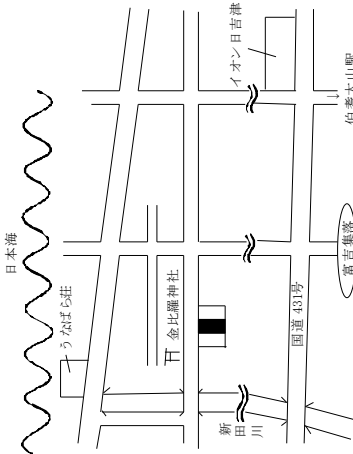 日本海
うなばら荘
金比羅神社
イオン日吉津
新田川
国道431号
富吉集落
伯耆大山駅
↓